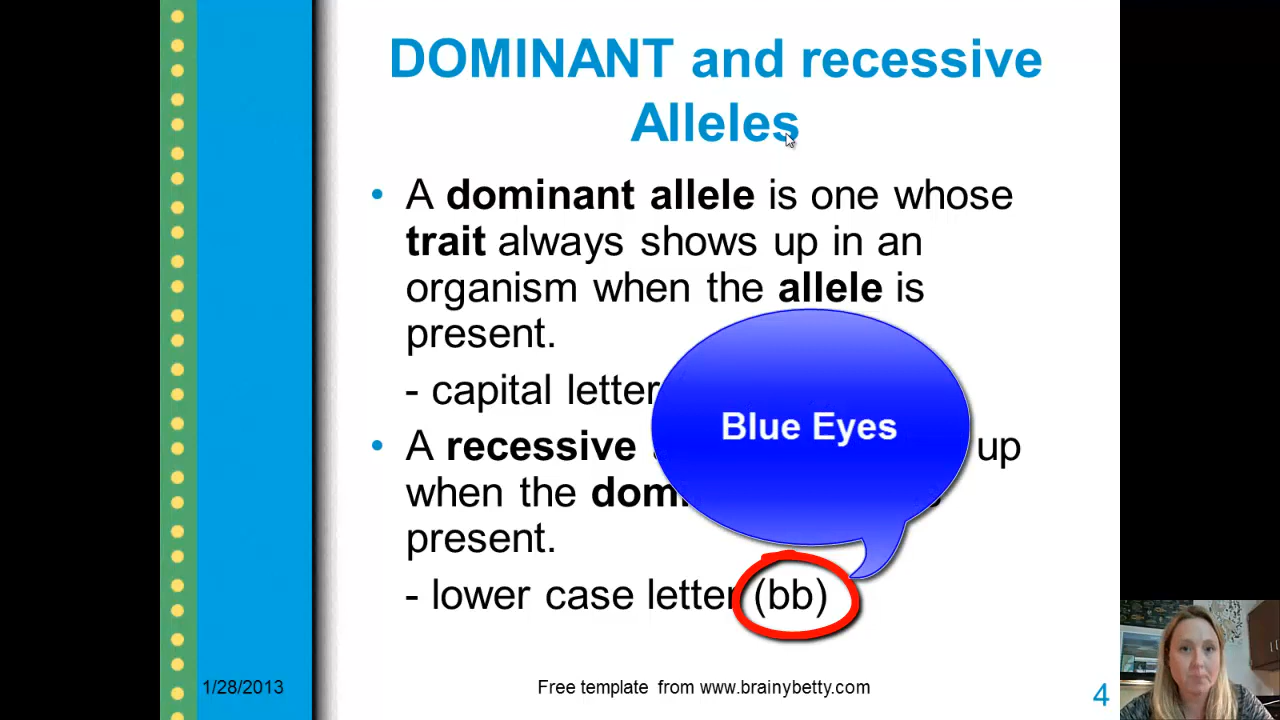 DOMINANT and recessive
Alleles
• A dominant allele is one whose
trait always shows up in an
organism when the allele is
present.
- capital letter
Blue Eyes
• A recessive up
when the
present.
- lower case letter (bb)
1/28/2013
Free template from www.brainybetty.com
4